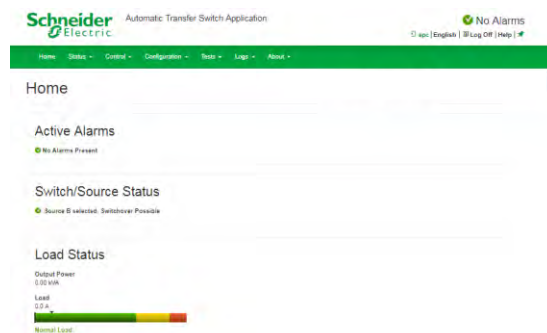 Schneider Electric
Automatic Transfer Switch Application
No Alarms
apc | English | Log Off | Help |
Home Status Control Configuration Tests Logs About
Home
Active Alarms
No Alarms Present
Switch/Source Status
Source B selected. Switchover Possible
Load Status
Output Power
0.00 kVA
Load
0.0 A
Normal Load